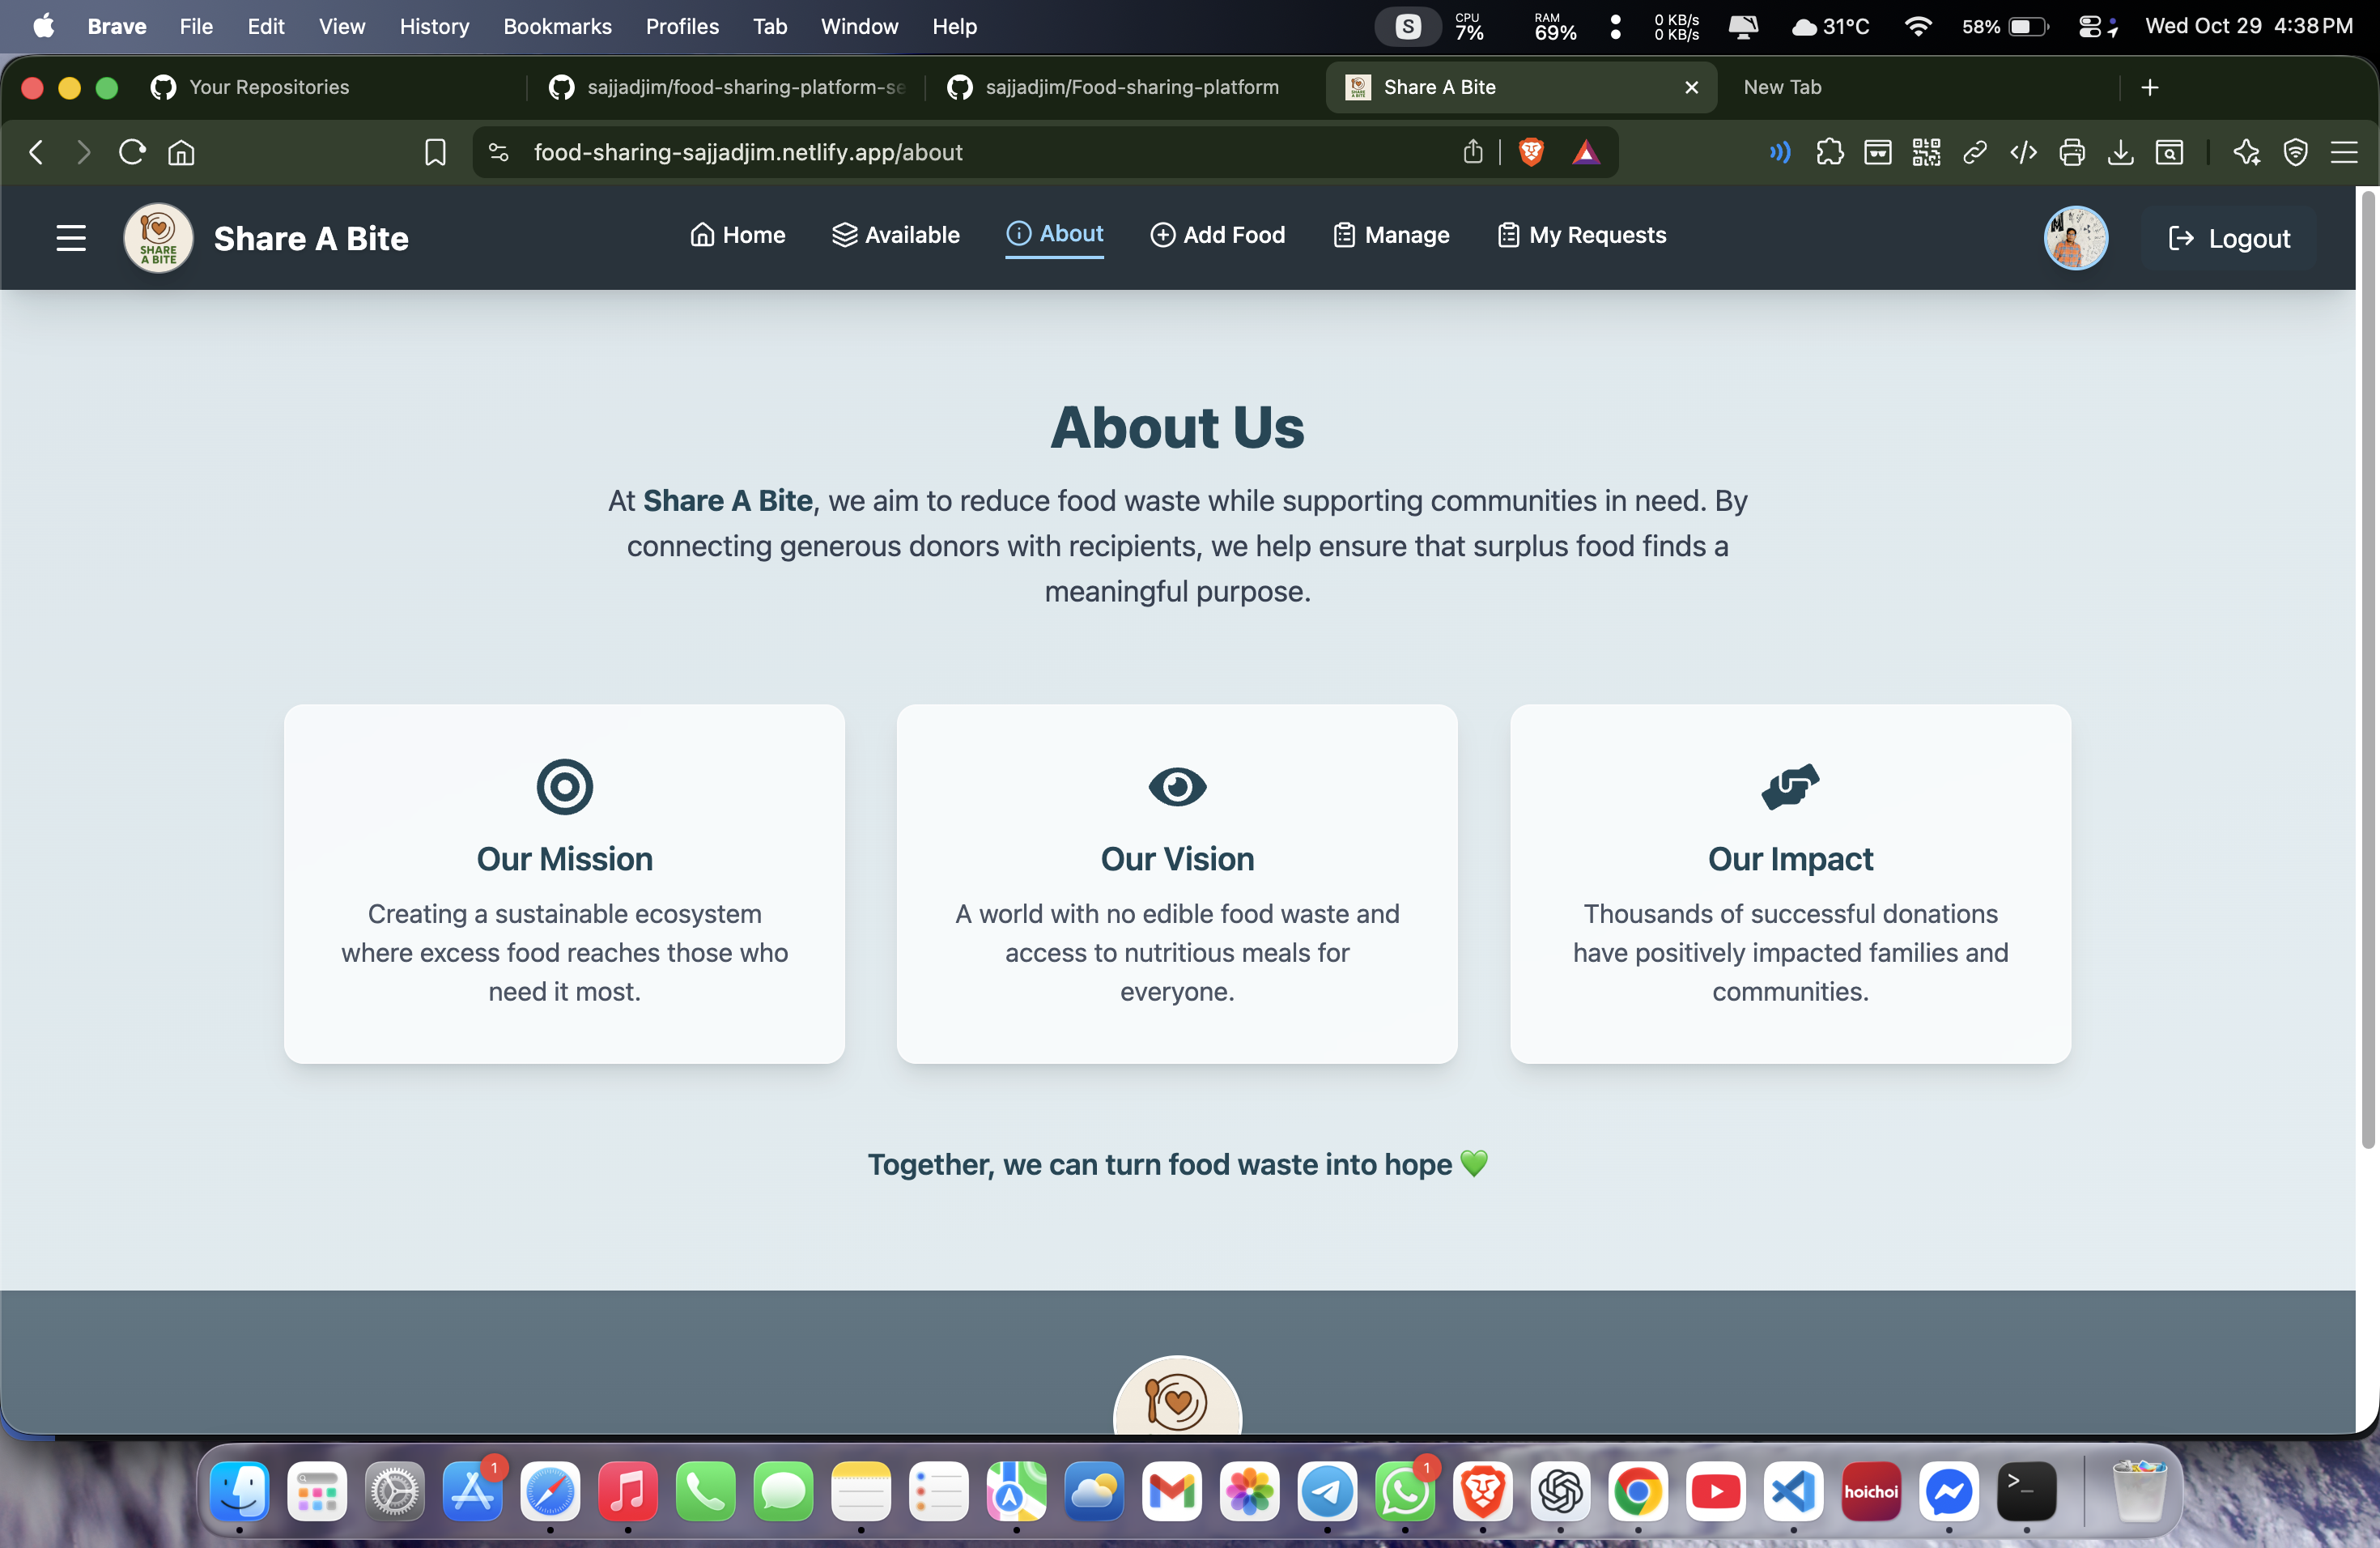 Brave File Edit View History Bookmarks Profiles Tab Window Help
S CPU 7% RAM 69% 0 KB/s 0 KB/s 31°C 58% Wed Oct 29 4:38 PM
Your Repositories sajjadjim/food-sharing-platform-se sajjadjim/Food-sharing-platform Share A Bite New Tab
food-sharing-sajjadjim.netlify.app/about
SHARE A BITE Share A Bite Home Available About Add Food Manage My Requests Logout
About Us
At Share A Bite, we aim to reduce food waste while supporting communities in need. By
connecting generous donors with recipients, we help ensure that surplus food finds a
meaningful purpose.
Our Mission
Creating a sustainable ecosystem
where excess food reaches those who
need it most.
Our Vision
A world with no edible food waste and
access to nutritious meals for
everyone.
Our Impact
Thousands of successful donations
have positively impacted families and
communities.
Together, we can turn food waste into hope 💚
1 1 hoichoi >_